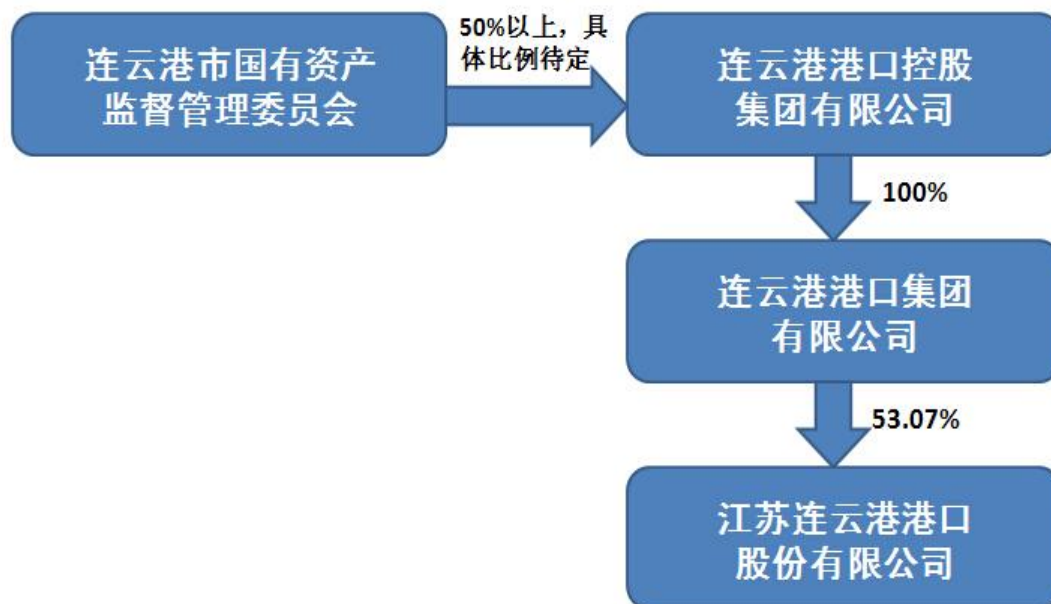 连云港市国有资产
监督管理委员会
50%以上，具
体比例待定
连云港港口控股
集团有限公司
100%
连云港港口集团
有限公司
53.07%
江苏连云港港口
股份有限公司